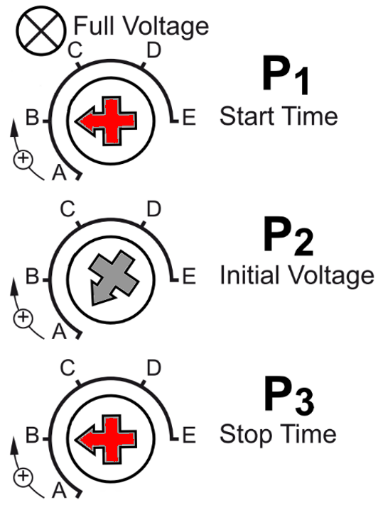 Full Voltage
C D
P1
B E Start Time
+ A
C D
P2
B E Initial Voltage
+ A
C D
P3
B E Stop Time
+ A